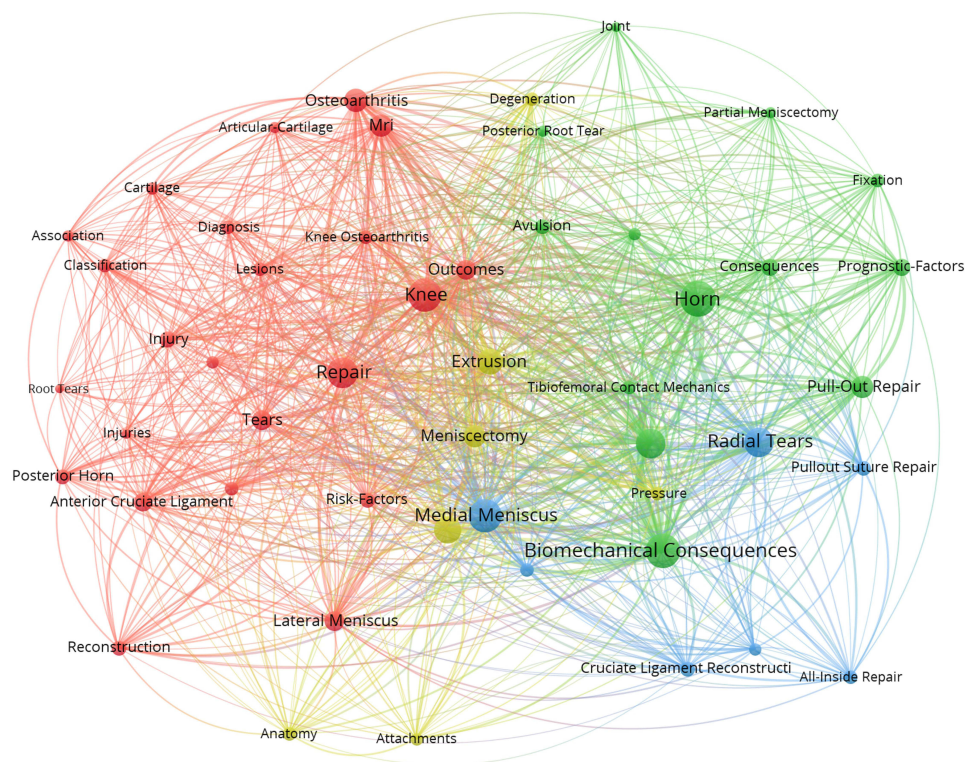 Joint
Osteoarthritis
Degeneration
Partial Meniscectomy
Articular-Cartilage
Mri
Posterior Root Tear
Fixation
Cartilage
Diagnosis
Avulsion
Association
Knee Osteoarthritis
Classification
Lesions
Outcomes
Consequences
Prognostic-Factors
Knee
Horn
Injury
Extrusion
Repair
Root Tears
Tibiofemoral Contact Mechanics
Pull-Out Repair
Tears
Injuries
Meniscectomy
Radial Tears
Pullout Suture Repair
Posterior Horn
Anterior Cruciate Ligament
Risk-Factors
Pressure
Medial Meniscus
Biomechanical Consequences
Lateral Meniscus
Reconstruction
Cruciate Ligament Reconstructi
All-Inside Repair
Anatomy
Attachments